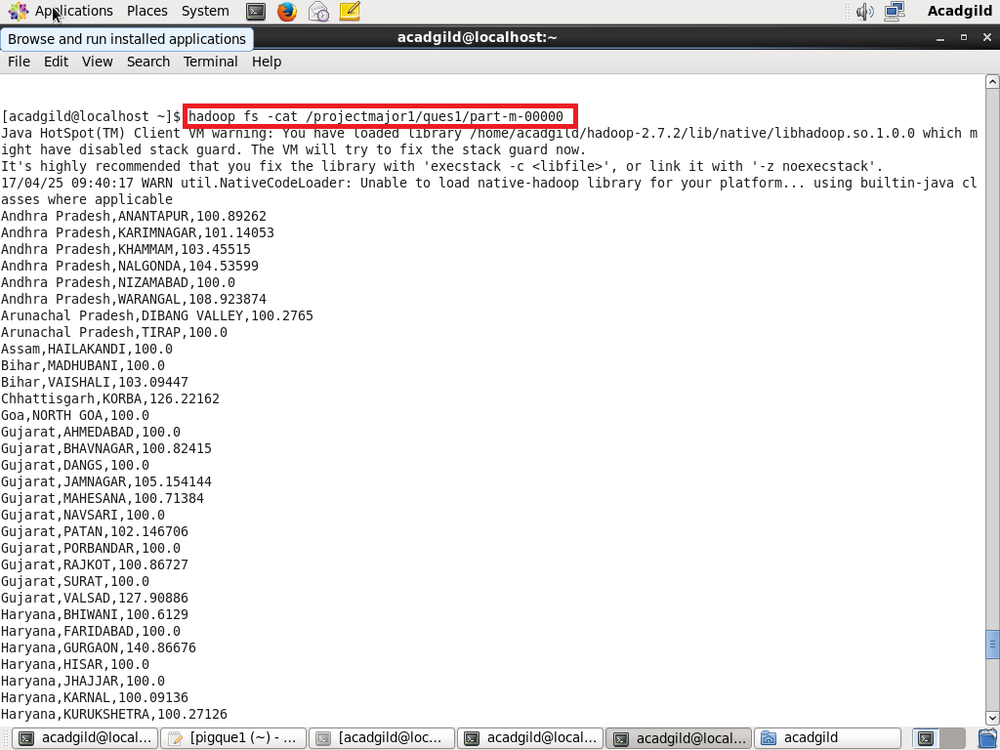 Applications Places System Acadgild
Browse and run installed applications
acadgild@localhost:~
File Edit View Search Terminal Help
[acadgild@localhost ~]$ hadoop fs -cat /projectmajor1/ques1/part-m-00000
Java HotSpot(TM) Client VM warning: You have loaded library /home/acadgild/hadoop-2.7.2/lib/native/libhadoop.so.1.0.0 which m
ight have disabled stack guard. The VM will try to fix the stack guard now.
It's highly recommended that you fix the library with 'execstack -c <libfile>', or link it with '-z noexecstack'.
17/04/25 09:40:17 WARN util.NativeCodeLoader: Unable to load native-hadoop library for your platform... using builtin-java cl
asses where applicable
Andhra Pradesh,ANANTAPUR,100.89262
Andhra Pradesh,KARIMNAGAR,101.14053
Andhra Pradesh,KHAMMAM,103.45515
Andhra Pradesh,NALGONDA,104.53599
Andhra Pradesh,NIZAMABAD,100.0
Andhra Pradesh,WARANGAL,108.923874
Arunachal Pradesh,DIBANG VALLEY,100.2765
Arunachal Pradesh,TIRAP,100.0
Assam,HAILAKANDI,100.0
Bihar,MADHUBANI,100.0
Bihar,VAISHALI,103.09447
Chhattisgarh,KORBA,126.22162
Goa,NORTH GOA,100.0
Gujarat,AHMEDABAD,100.0
Gujarat,BHAVNAGAR,100.82415
Gujarat,DANGS,100.0
Gujarat,JAMNAGAR,105.154144
Gujarat,MAHESANA,100.71384
Gujarat,NAVSARI,100.0
Gujarat,PATAN,102.146706
Gujarat,PORBANDAR,100.0
Gujarat,RAJKOT,100.86727
Gujarat,SURAT,100.0
Gujarat,VALSAD,127.90886
Haryana,BHIWANI,100.6129
Haryana,FARIDABAD,100.0
Haryana,GURGAON,140.86676
Haryana,HISAR,100.0
Haryana,JHAJJAR,100.0
Haryana,KARNAL,100.09136
Haryana,KURUKSHETRA,100.27126
acadgild@local... [pigque1 (~) - ... [acadgild@loc... acadgild@local... acadgild@local... acadgild